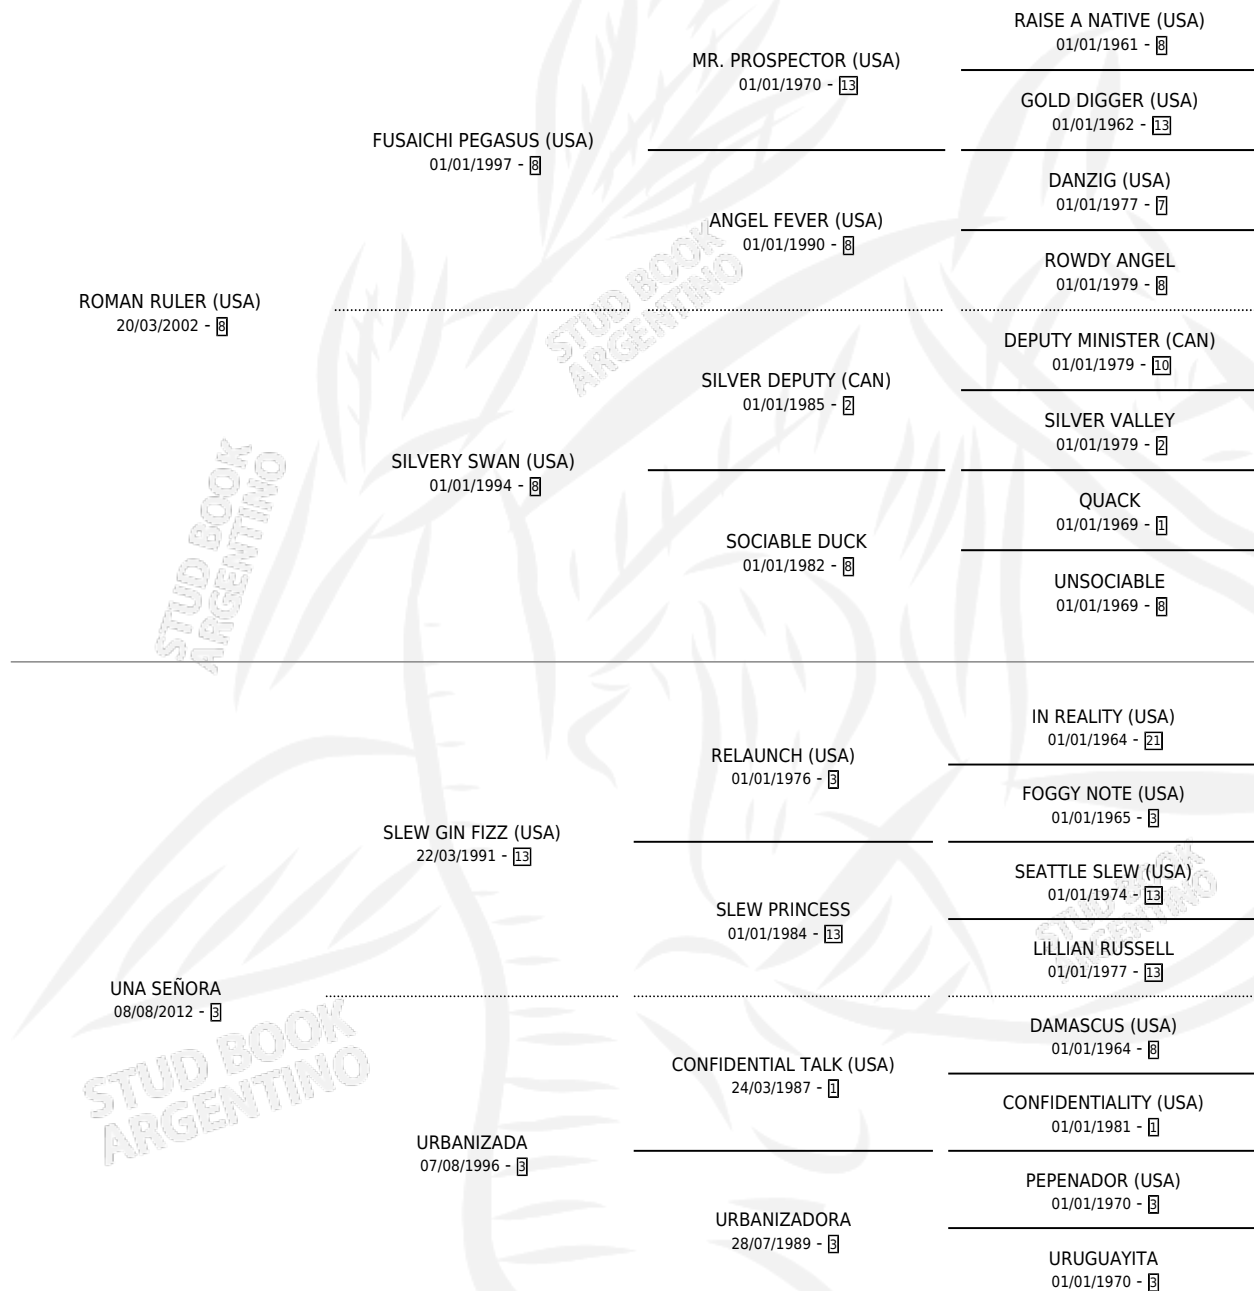 RAISE A NATIVE (USA)
01/01/1961 - 8
MR. PROSPECTOR (USA)
01/01/1970 - 13
GOLD DIGGER (USA)
01/01/1962 - 13
FUSAICHI PEGASUS (USA)
01/01/1997 - 8
DANZIG (USA)
01/01/1977 - 7
ANGEL FEVER (USA)
01/01/1990 - 8
ROWDY ANGEL
01/01/1979 - 8
ROMAN RULER (USA)
20/03/2002 - 8
DEPUTY MINISTER (CAN)
01/01/1979 - 10
SILVER DEPUTY (CAN)
01/01/1985 - 2
SILVER VALLEY
01/01/1979 - 2
SILVERY SWAN (USA)
01/01/1994 - 8
QUACK
01/01/1969 - 1
SOCIABLE DUCK
01/01/1982 - 8
UNSOCIABLE
01/01/1969 - 8
IN REALITY (USA)
01/01/1964 - 21
RELAUNCH (USA)
01/01/1976 - 3
FOGGY NOTE (USA)
01/01/1965 - 3
SLEW GIN FIZZ (USA)
22/03/1991 - 13
SEATTLE SLEW (USA)
01/01/1974 - 13
SLEW PRINCESS
01/01/1984 - 13
LILLIAN RUSSELL
01/01/1977 - 13
UNA SEÑORA
08/08/2012 - 3
DAMASCUS (USA)
01/01/1964 - 8
CONFIDENTIAL TALK (USA)
24/03/1987 - 1
CONFIDENTIALITY (USA)
01/01/1981 - 1
URBANIZADA
07/08/1996 - 3
PEPENADOR (USA)
01/01/1970 - 3
URBANIZADORA
28/07/1989 - 3
URUGUAYITA
01/01/1970 - 3
STUD BOOK
ARGENTINO
STUD BOOK
ARGENTINO
STUD BOOK
ARGENTINO
STUD BOOK
ARGENTINO